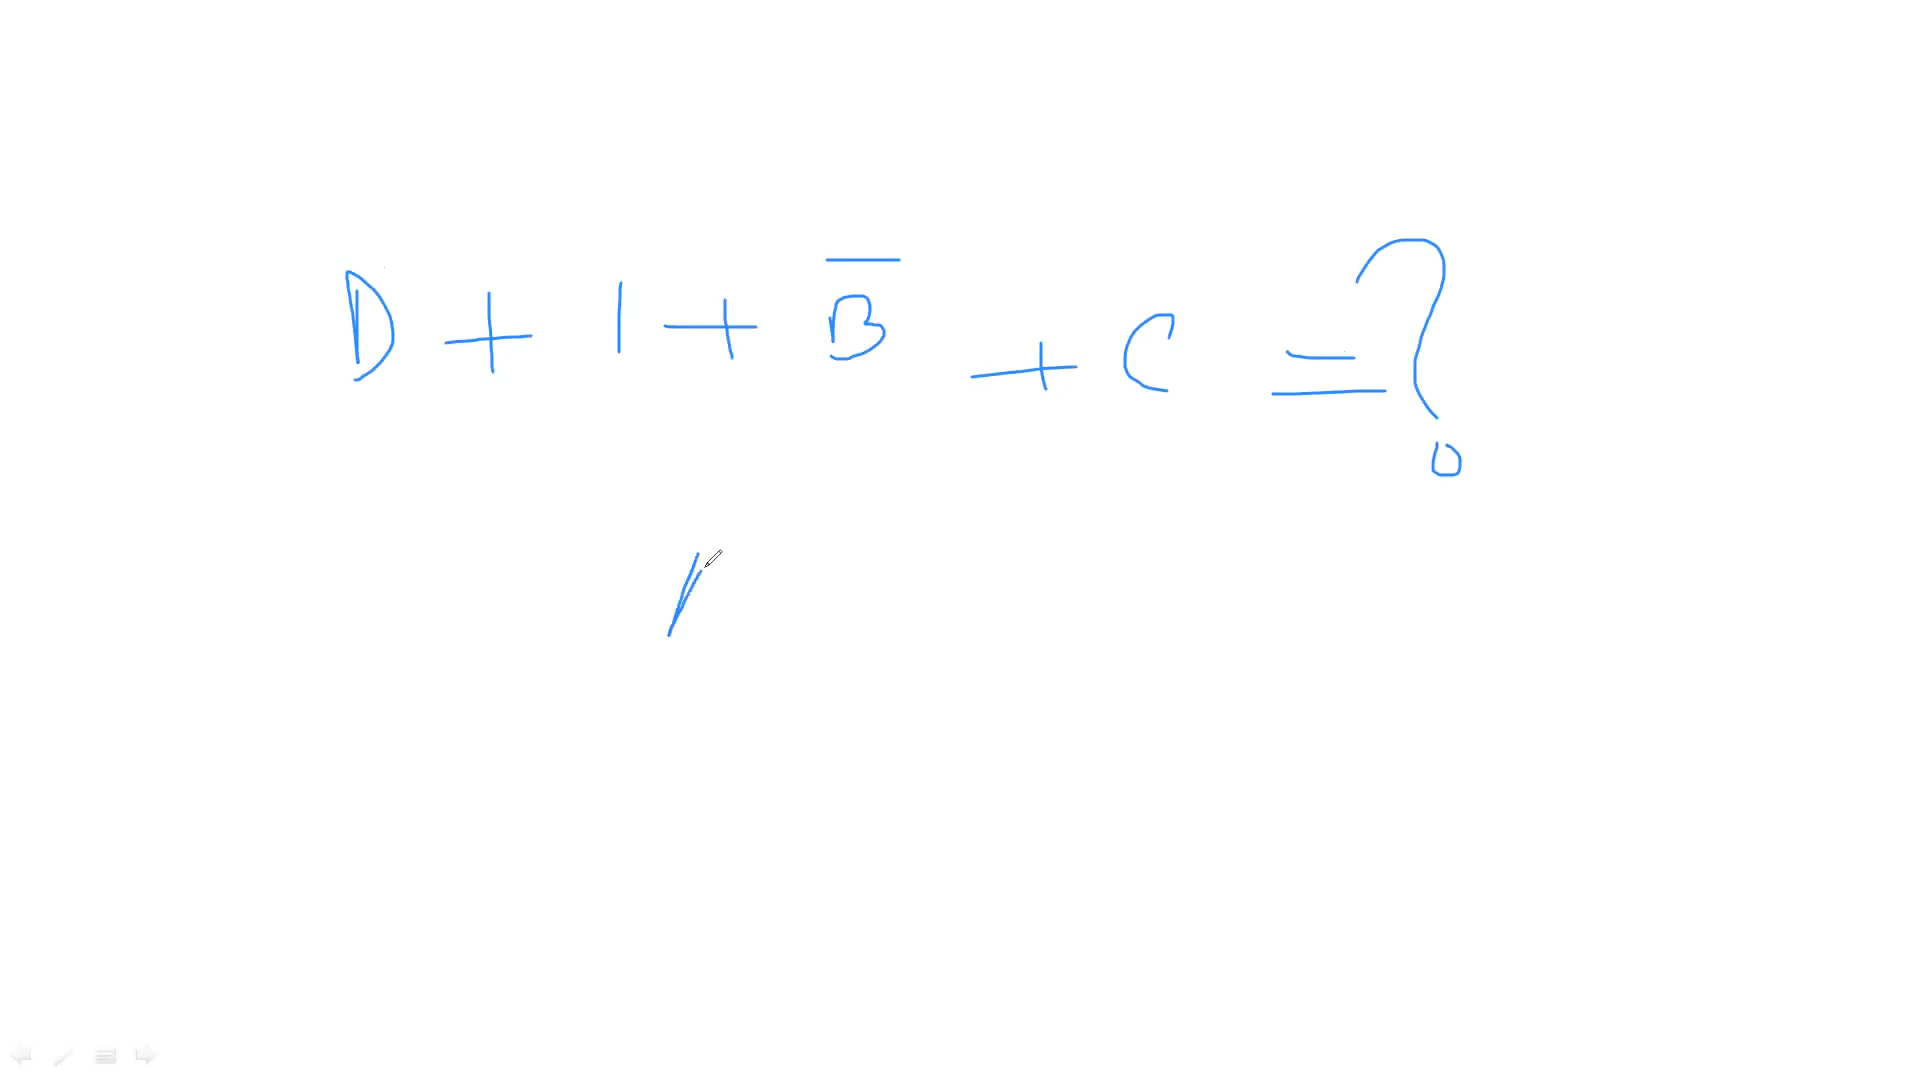 D + 1 + B̅ + C = ?